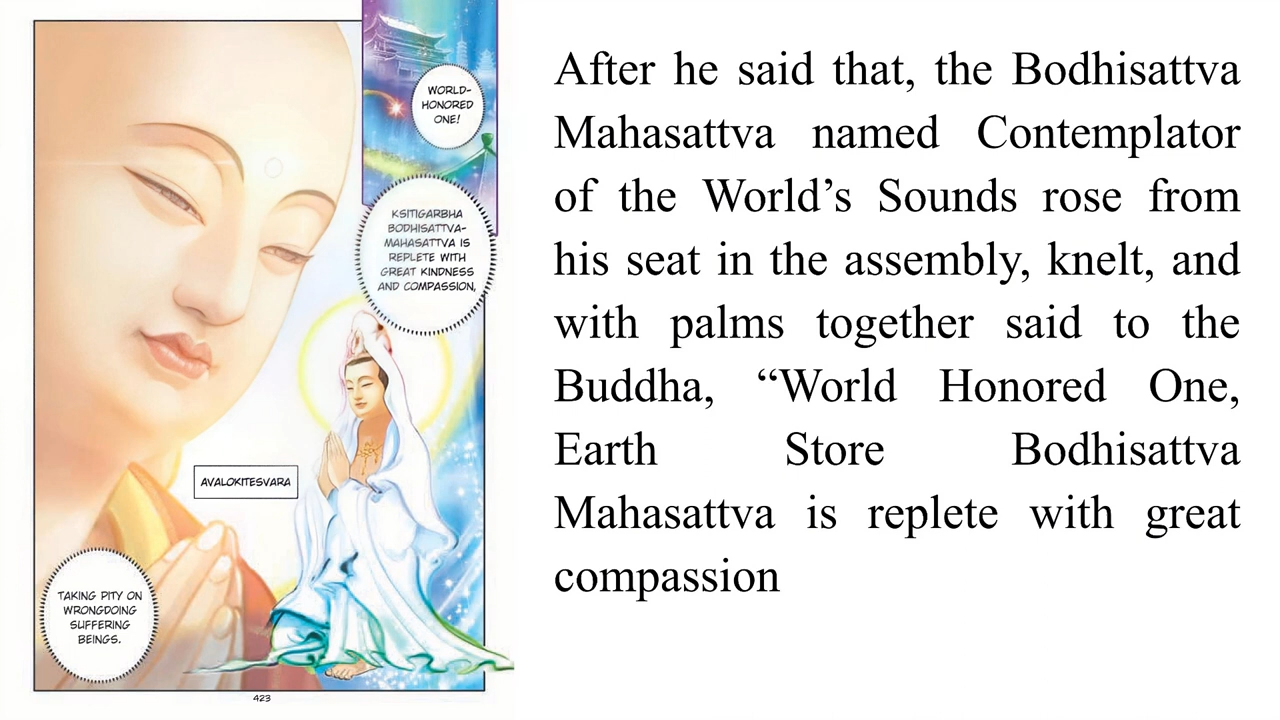 WORLD-
HONORED
ONE!
KSITIGARBHA
BODHISATTVA-
MAHASATTVA IS
REPLETE WITH
GREAT KINDNESS
AND COMPASSION,
AVALOKITESVARA
TAKING PITY ON
WRONGDOING
SUFFERING
BEINGS.
423
After he said that, the Bodhisattva
Mahasattva named Contemplator
of the World’s Sounds rose from
his seat in the assembly, knelt, and
with palms together said to the
Buddha, “World Honored One,
Earth Store Bodhisattva
Mahasattva is replete with great
compassion